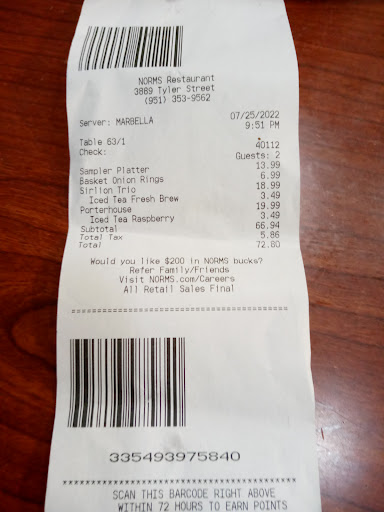 NORMS Restaurant
3869 Tyler Street
(951) 353-9562
Server: MARBELLA 07/25/2022
9:51 PM
Table 63/1
Check: 40112
Guests: 2
Sampler Platter 13.99
Basket Onion Rings 6.99
Sirlion Trio 18.99
Iced Tea Fresh Brew 3.49
Porterhouse 19.99
Iced Tea Raspberry 3.49
Subtotal 66.94
Total Tax 5.86
Total 72.80
Would you like $200 in NORMS bucks?
Refer Family/Friends
Visit NORMS.com/Careers
All Retail Sales Final
==================================
335493975840
**********************************
SCAN THIS BARCODE RIGHT ABOVE
WITHIN 72 HOURS TO EARN POINTS